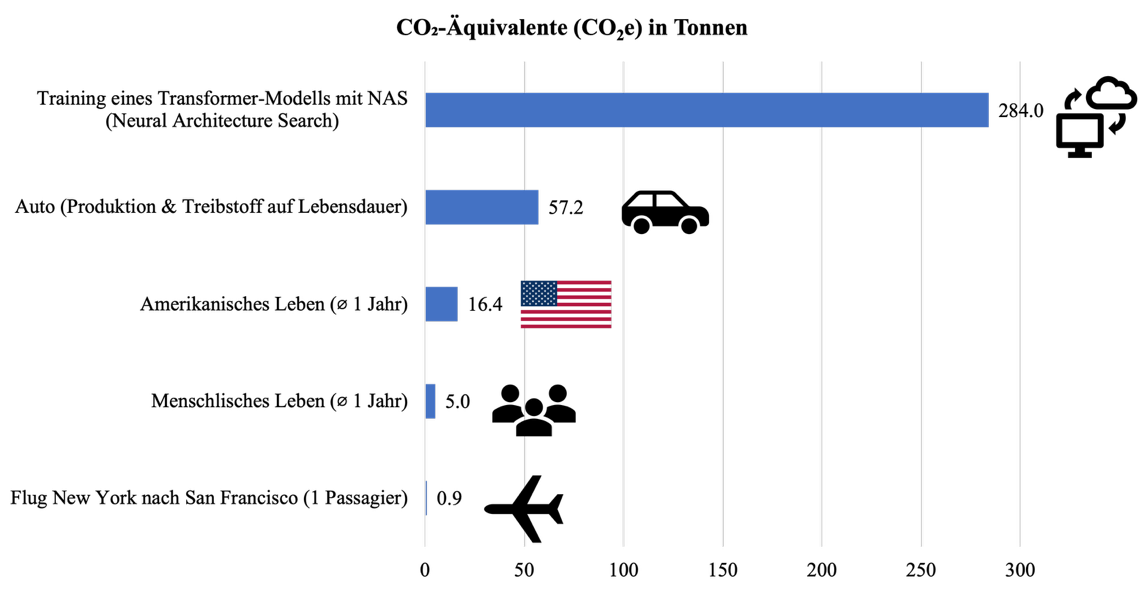 CO₂-Äquivalente (CO₂e) in Tonnen
Training eines Transformer-Modells mit NAS
(Neural Architecture Search)
284.0
Auto (Produktion & Treibstoff auf Lebensdauer)
57.2
Amerikanisches Leben (⌀ 1 Jahr)
16.4
Menschlisches Leben (⌀ 1 Jahr)
5.0
Flug New York nach San Francisco (1 Passagier)
0.9
0 50 100 150 200 250 300